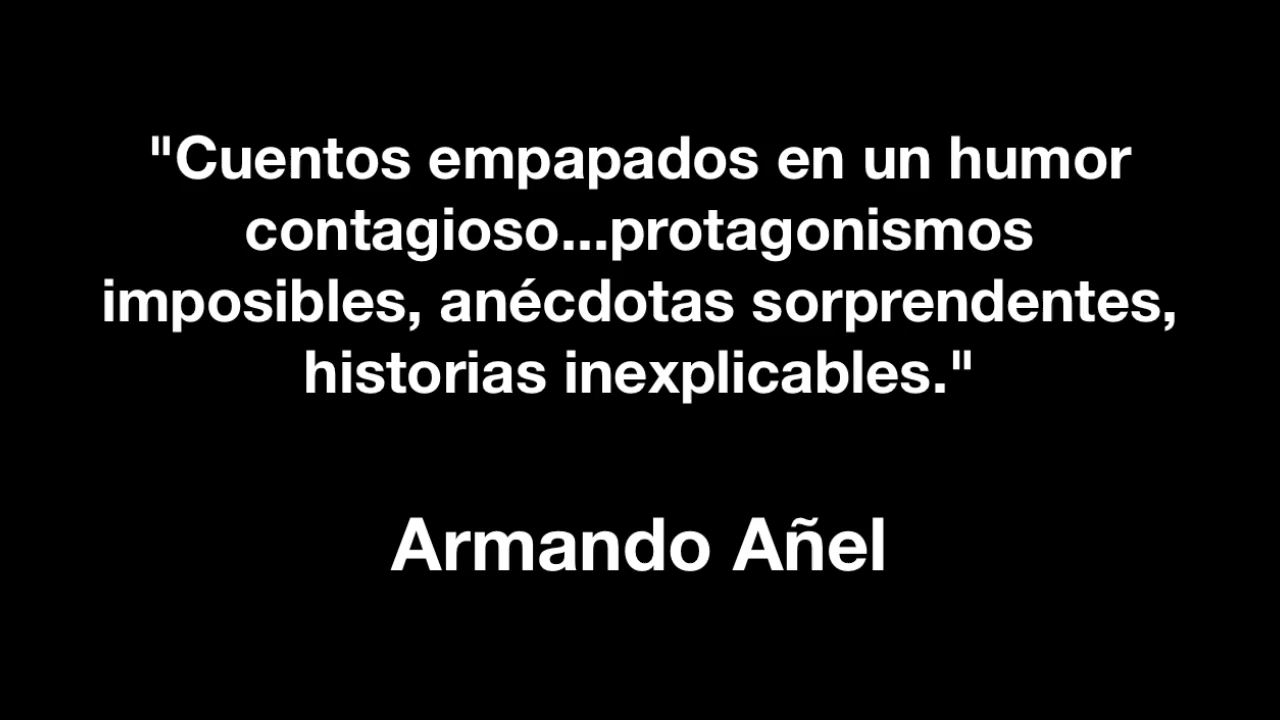 "Cuentos empapados en un humor
contagioso...protagonismos
imposibles, anécdotas sorprendentes,
historias inexplicables."
Armando Añel